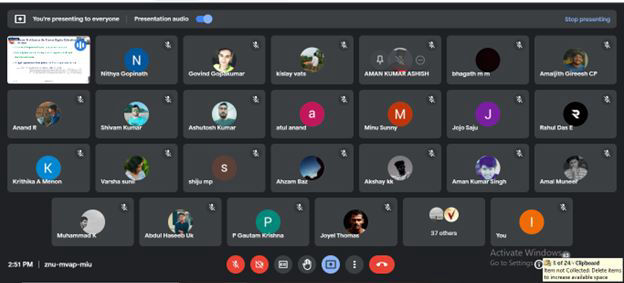 You're presenting to everyone
Presentation audio
Stop presenting
Presentation (You)
N
Nithya Gopinath
Govind Gopakumar
kislay vats
AMAN KUMAR ASHISH
bhagath m m
Amaljith Gireesh CP
Anand R
Shivam Kumar
Ashutosh Kumar
a
atul anand
M
Minu Sunny
J
Jojo Saju
Rahul Das E
K
Krithika A Menon
Varsha sunil
s
shiju mp
Ahzam Baz
Akshay kk
Aman Kumar Singh
Amal Muneer
Muhammad K
Abdul Haseeb Uk
P
P Gautam Krishna
Joyel Thomas
37 others
I
You
2:51 PM | znu-mvap-miu
Activate Windows
Go to Settings
6 of 24 - Clipboard
Item not Collected: Delete items
to increase available space